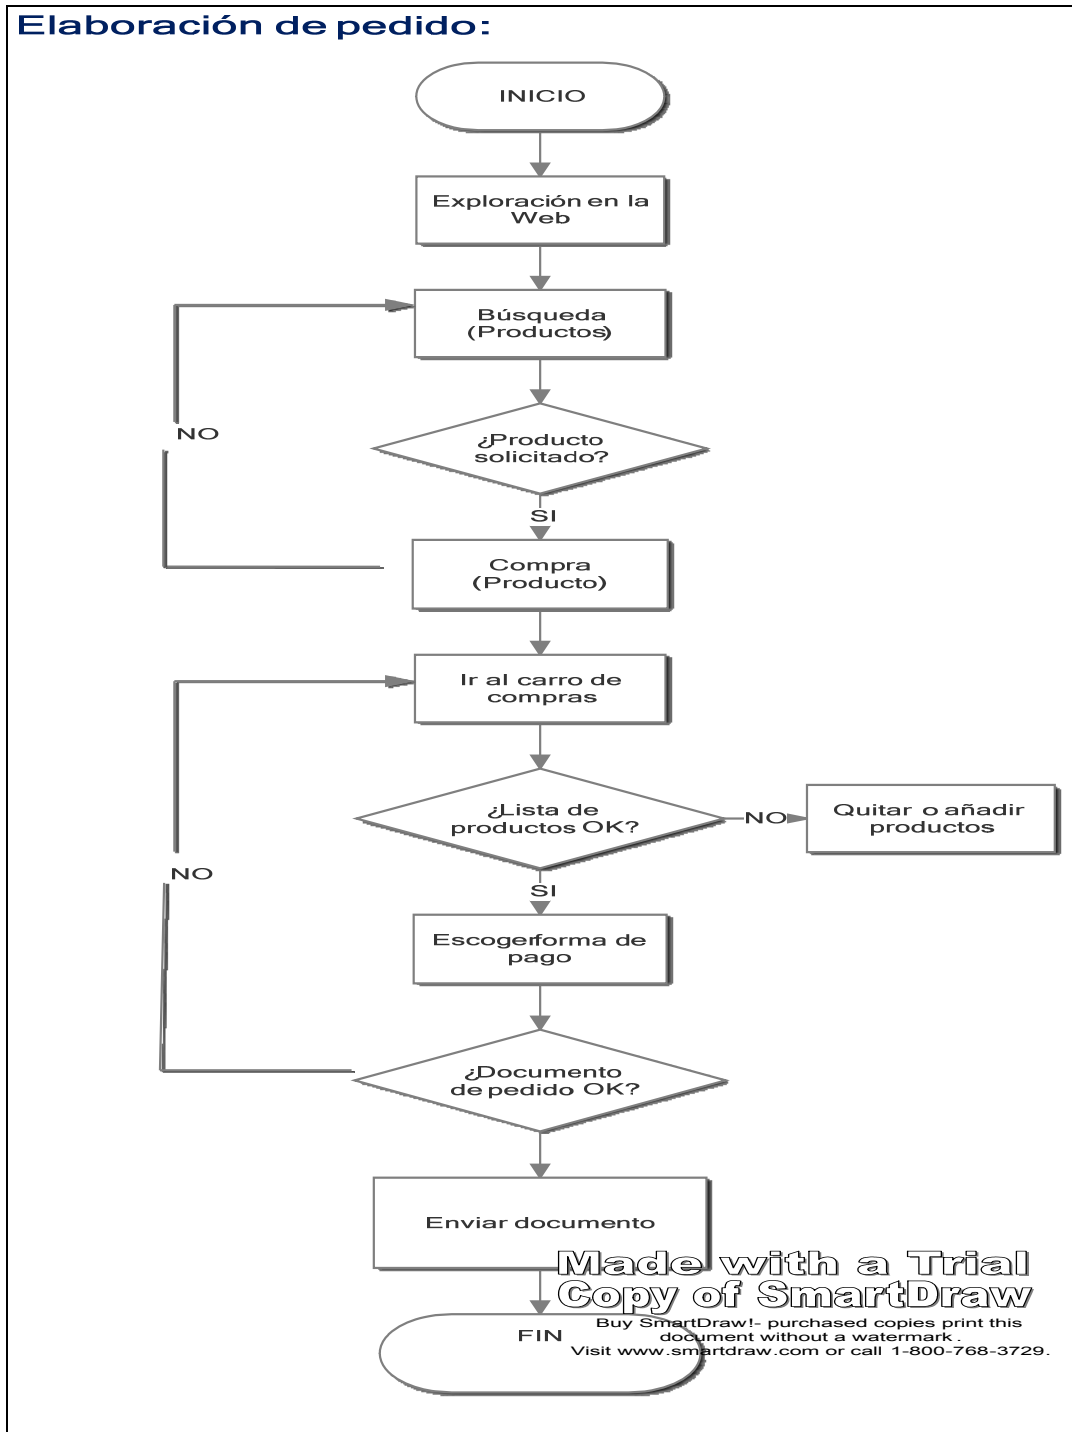 Elaboración de pedido:
INICIO
Exploración en la
Web
Búsqueda
(Productos)
NO
¿Producto
solicitado?
SI
Compra
(Producto)
Ir al carro de
compras
¿Lista de
productos OK?
NO
Quitar o añadir
productos
NO
SI
Escoger forma de
pago
¿Documento
de pedido OK?
Enviar documento
Made with a Trial
Copy of SmartDraw
Buy SmartDraw!- purchased copies print this
document without a watermark .
Visit www.smartdraw.com or call 1-800-768-3729.
FIN